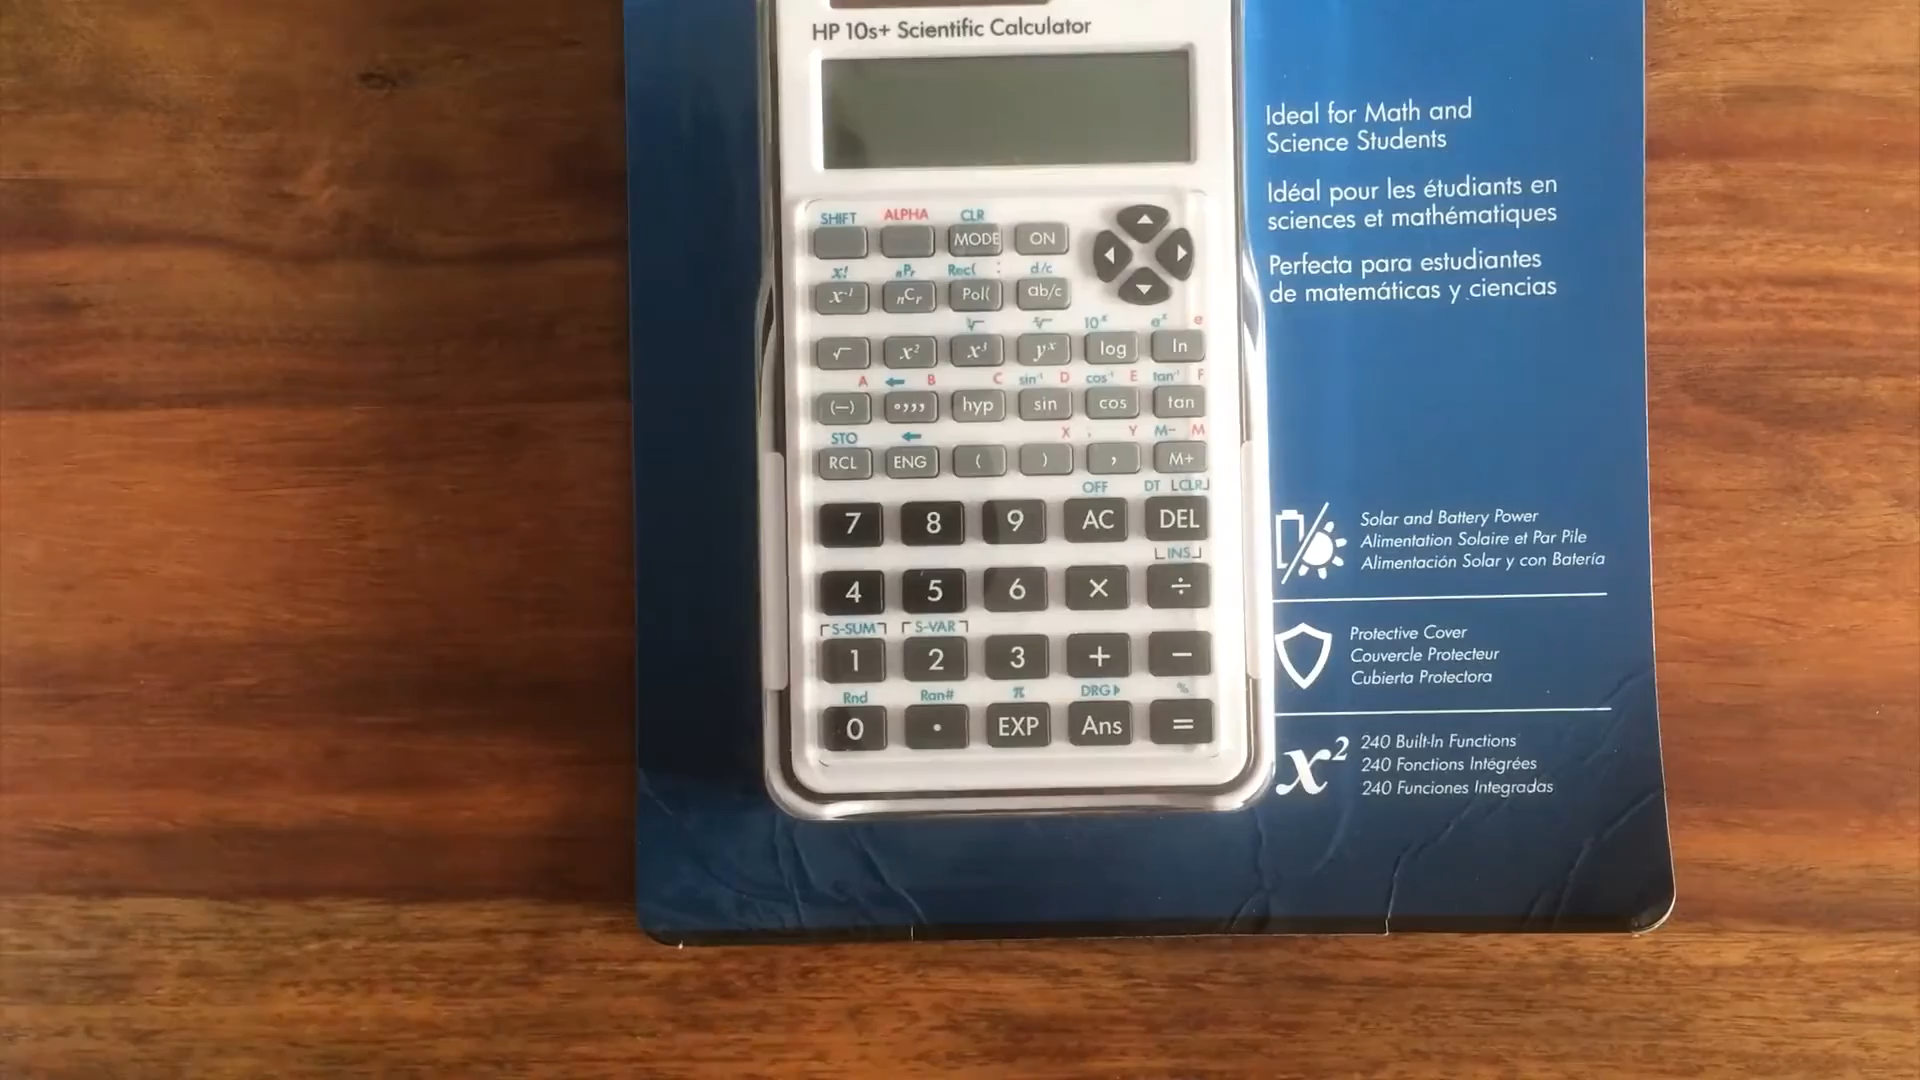 HP 10s+ Scientific Calculator
Ideal for Math and
Science Students
Idéal pour les étudiants en
sciences et mathématiques
Perfecta para estudiantes
de matemáticas y ciencias
SHIFT ALPHA CLR
MODE ON
x! nPr Rec( : d/c
x⁻¹ nCr Pol( ab/c
³√ ˣ√ 10ˣ eˣ e
√ x² x³ yˣ log ln
A ← B C sin⁻¹ D cos⁻¹ E tan⁻¹ F
(—) °,,, hyp sin cos tan
STO ← X ; Y M− M
RCL ENG ( ) , M+
OFF DT CLR
7 8 9 AC DEL
INS
4 5 6 × ÷
S-SUM S-VAR
1 2 3 + −
Rnd Ran# π DRG▶ %
0 • EXP Ans =
Solar and Battery Power
Alimentation Solaire et Par Pile
Alimentación Solar y con Batería
Protective Cover
Couvercle Protecteur
Cubierta Protectora
x²
240 Built-In Functions
240 Fonctions Intégrées
240 Funciones Integradas